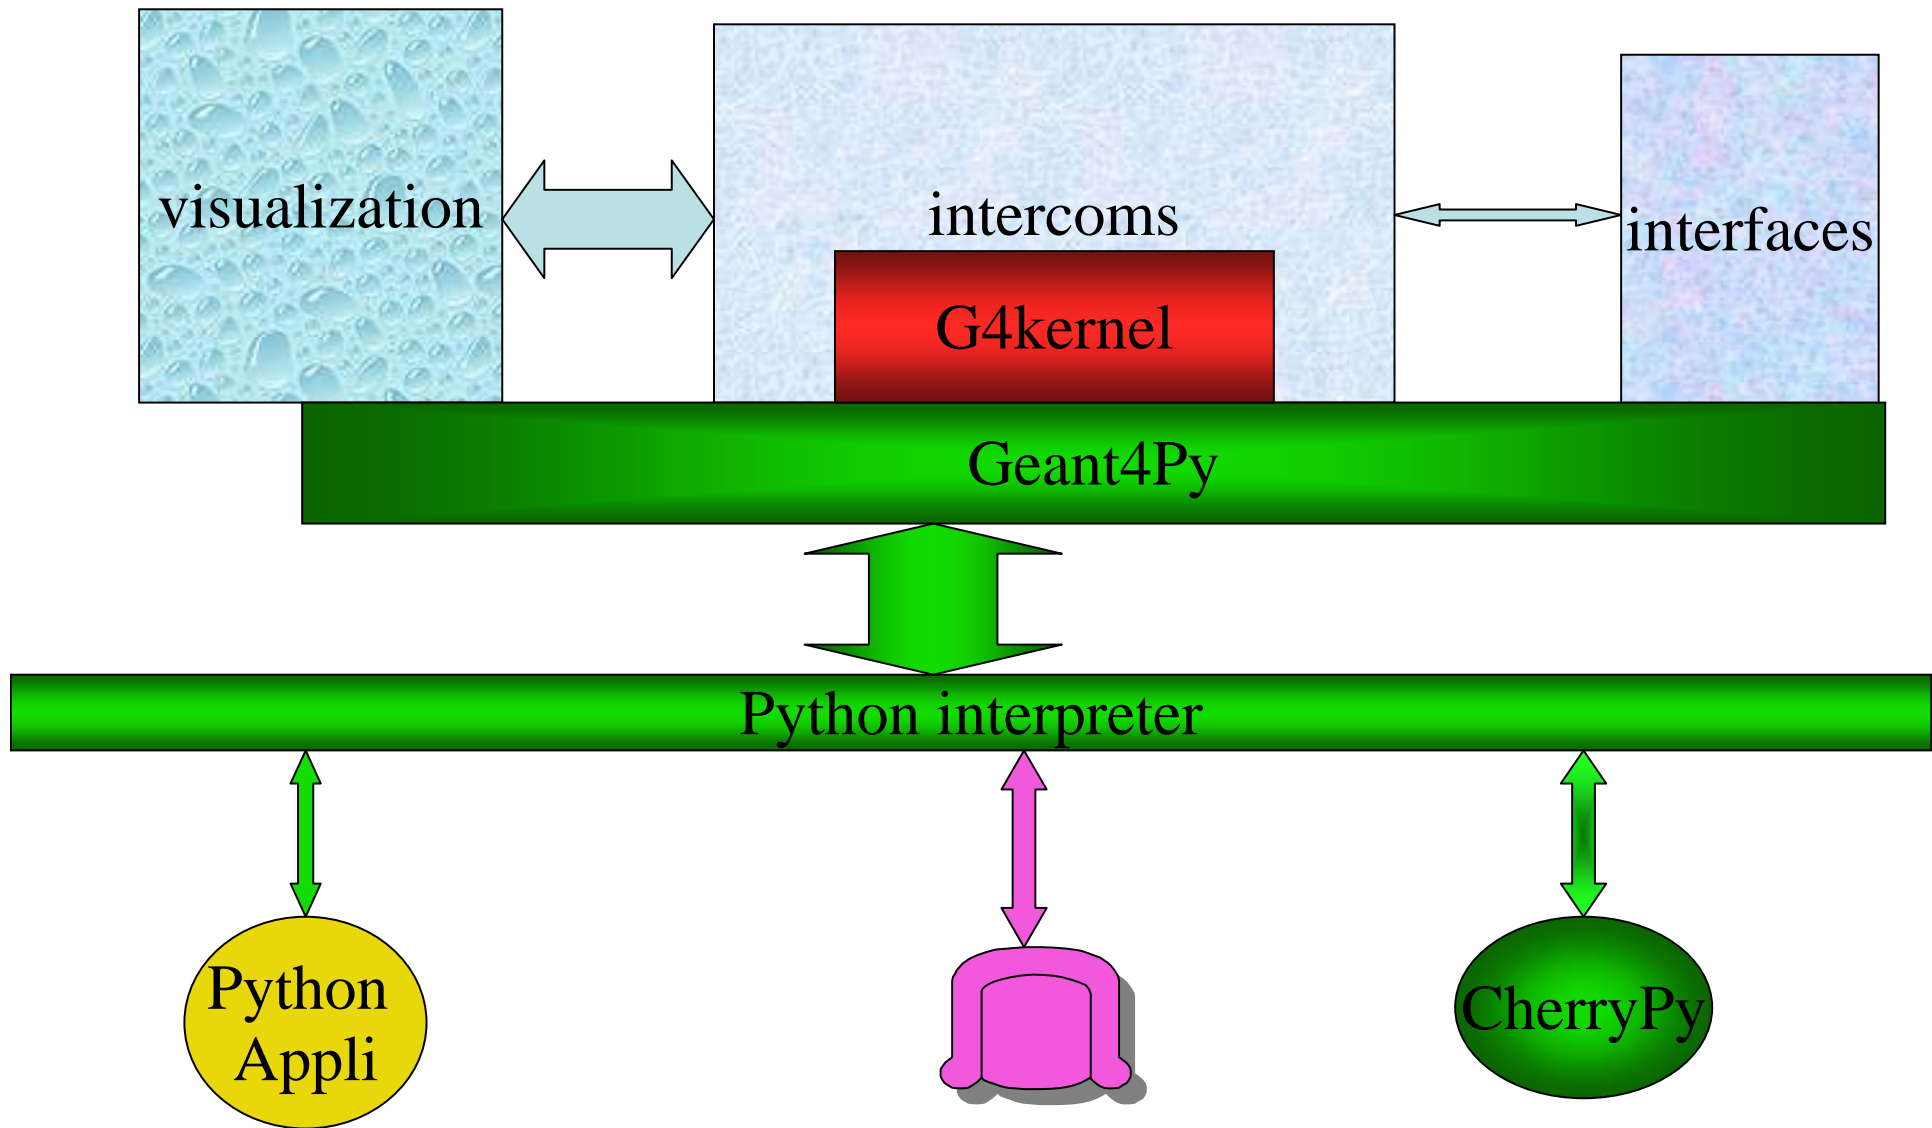 visualization
intercoms
interfaces
G4kernel
Geant4Py
Python interpreter
Python
Appli
CherryPy